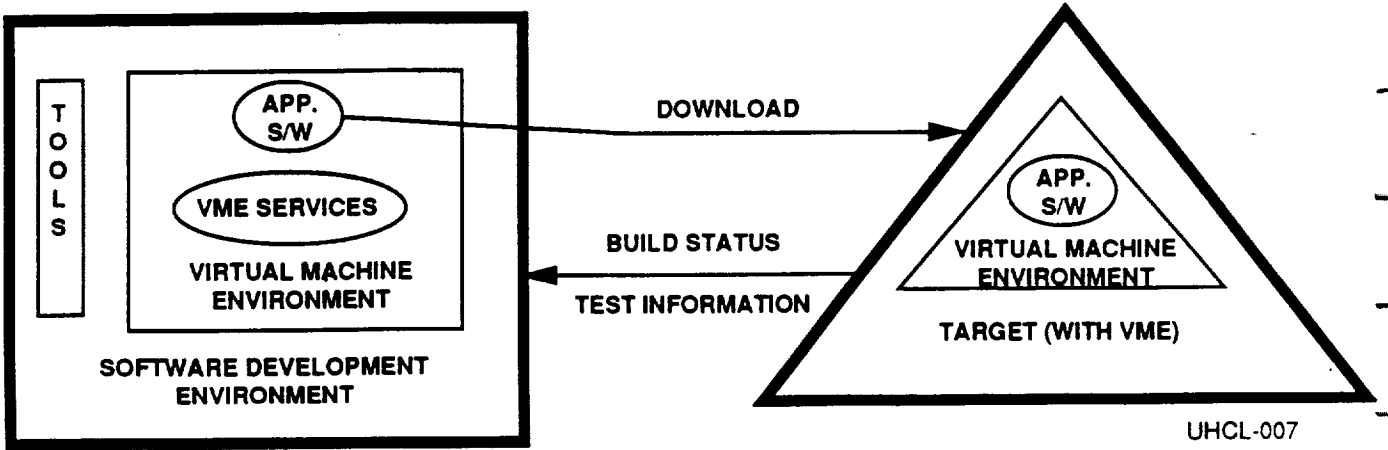 TOOLS
APP.
S/W
VME SERVICES
VIRTUAL MACHINE
ENVIRONMENT
SOFTWARE DEVELOPMENT
ENVIRONMENT
DOWNLOAD
BUILD STATUS
TEST INFORMATION
APP.
S/W
VIRTUAL MACHINE
ENVIRONMENT
TARGET (WITH VME)
UHCL-007